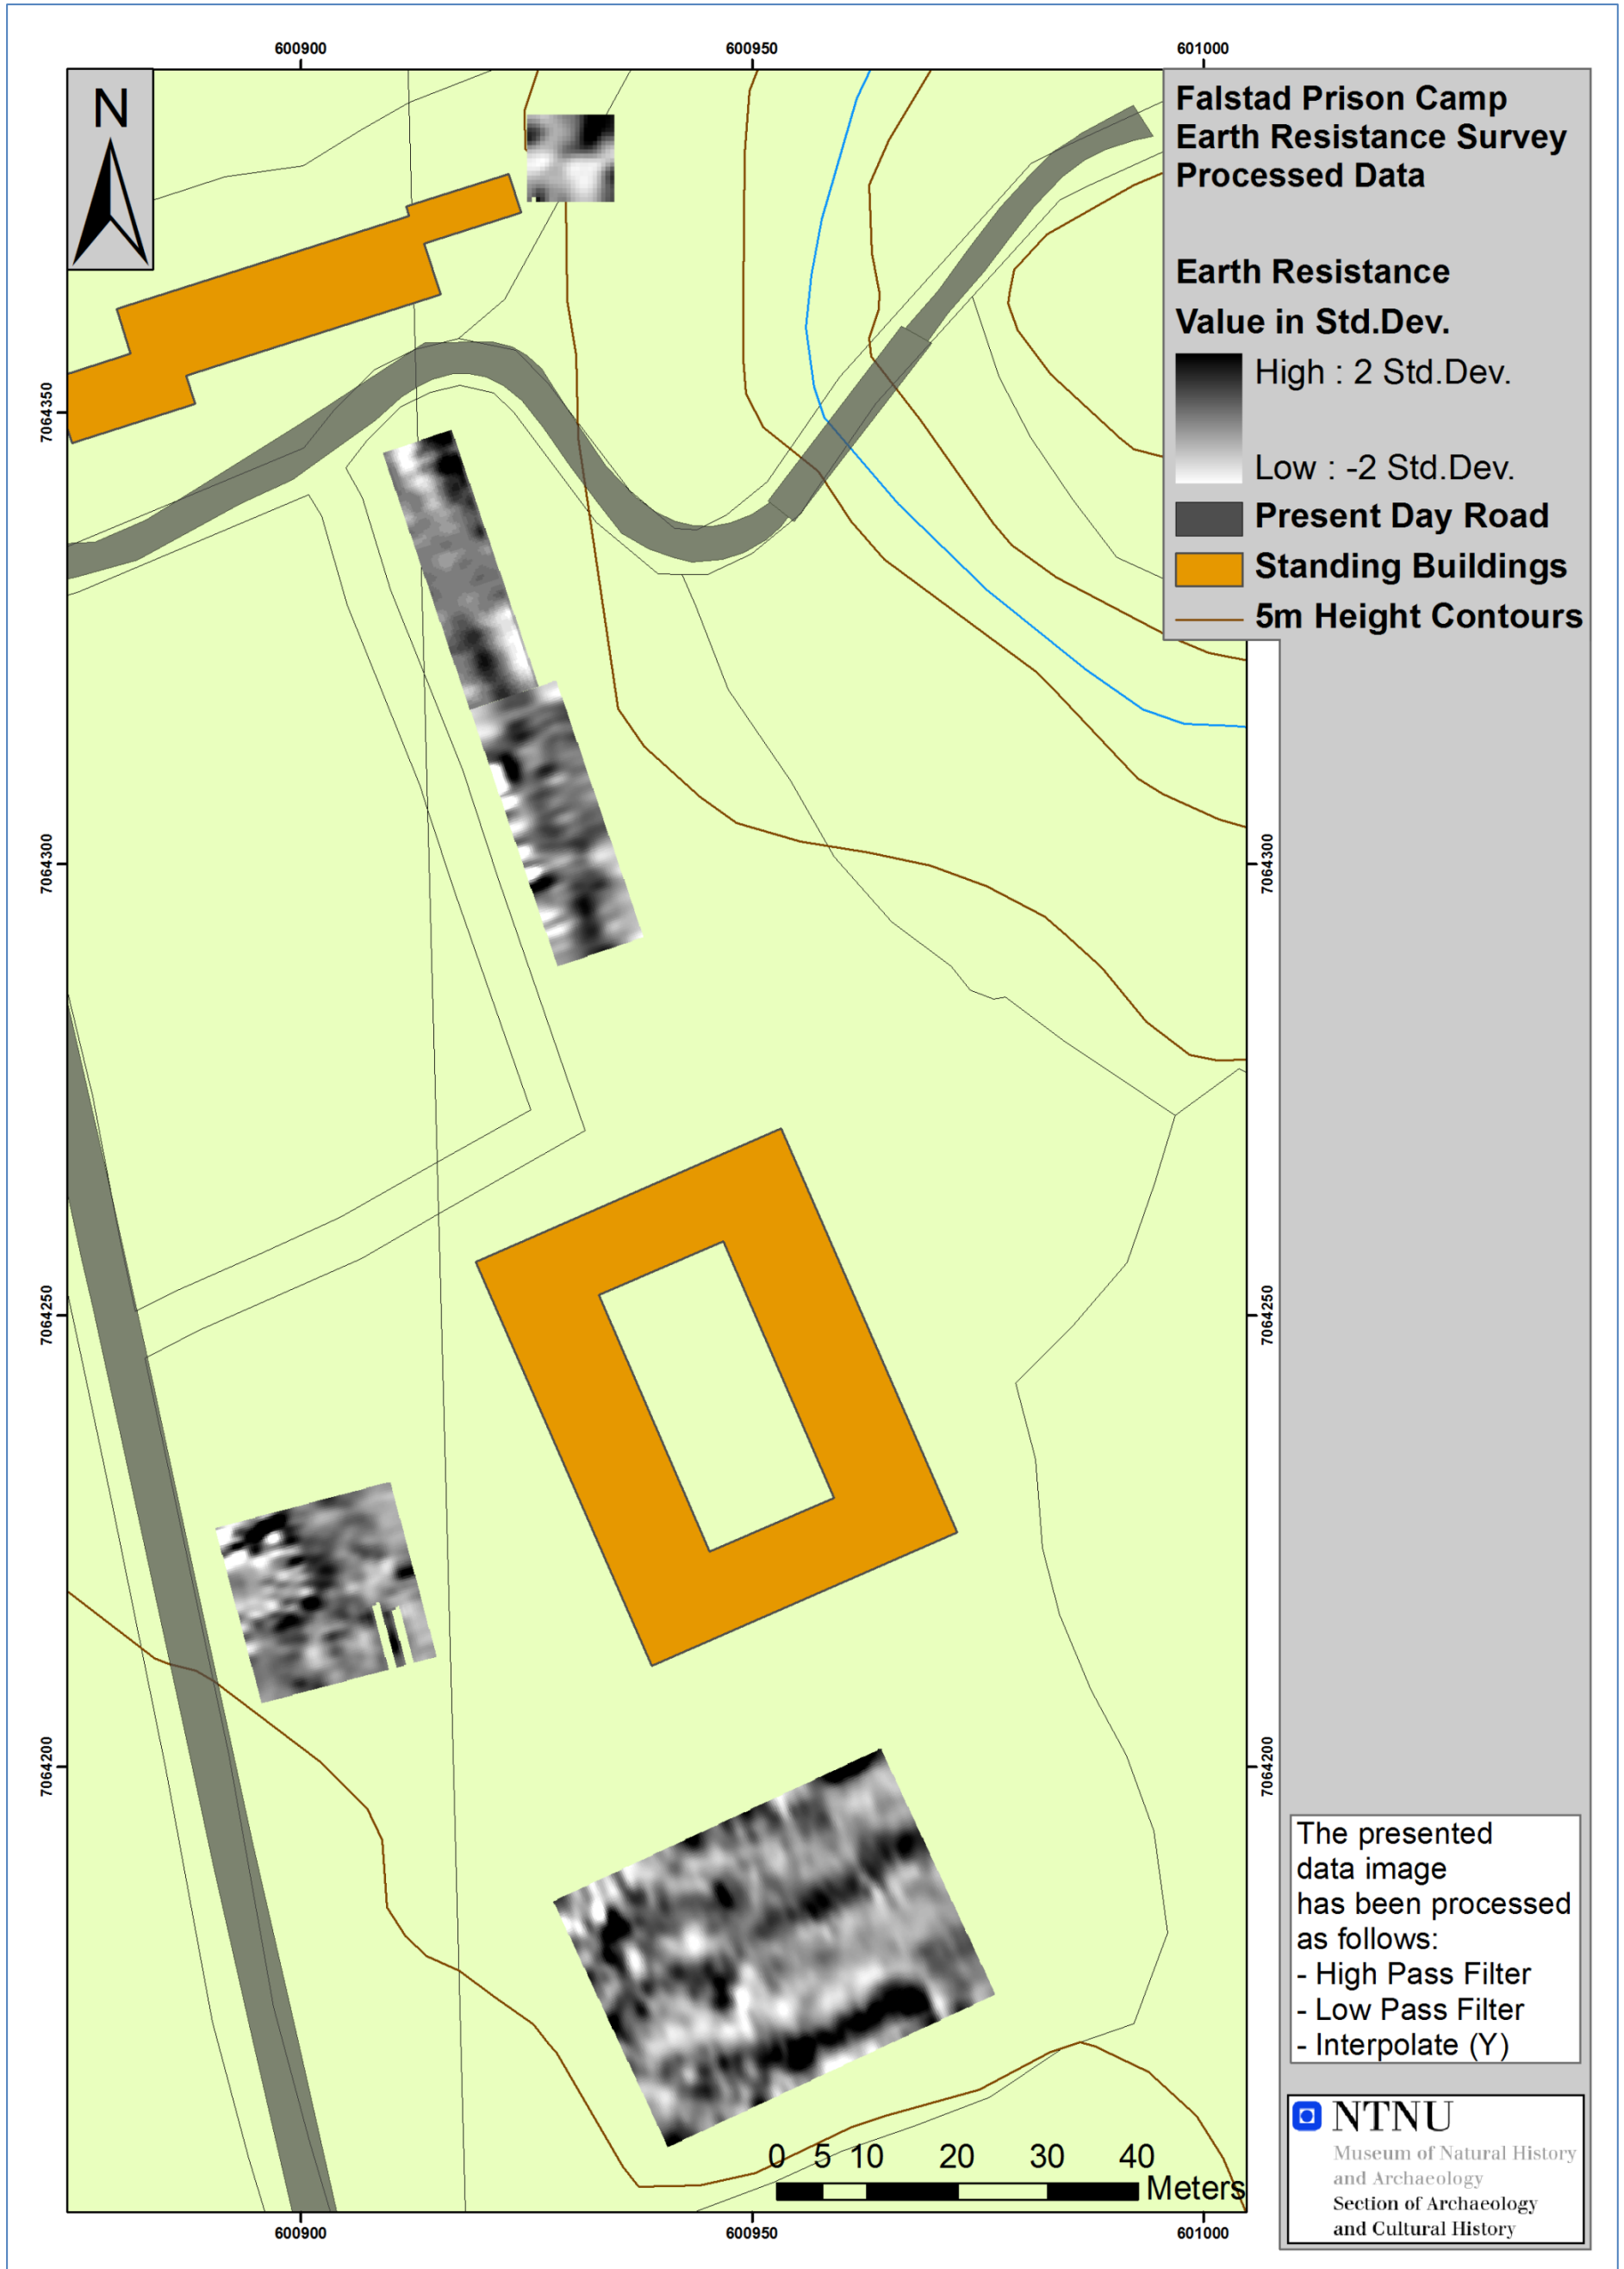 600900
600950
601000
N
Falstad Prison Camp
Earth Resistance Survey
Processed Data
Earth Resistance
Value in Std.Dev.
High : 2 Std.Dev.
Low : -2 Std.Dev.
Present Day Road
Standing Buildings
5m Height Contours
7064350
7064300
7064300
7064250
7064250
7064200
7064200
The presented
data image
has been processed
as follows:
- High Pass Filter
- Low Pass Filter
- Interpolate (Y)
NTNU
Museum of Natural History
and Archaeology
Section of Archaeology
and Cultural History
0 5 10 20 30 40
Meters
600900
600950
601000